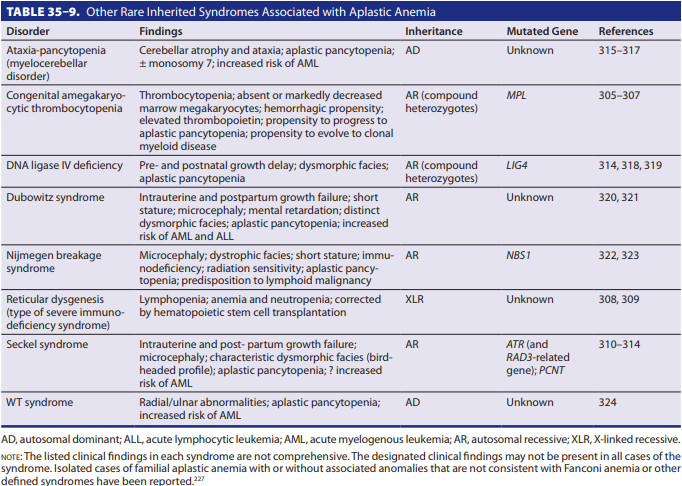 TABLE 35–9. Other Rare Inherited Syndromes Associated with Aplastic Anemia
Disorder Findings Inheritance Mutated Gene References
Ataxia-pancytopenia Cerebellar atrophy and ataxia; aplastic pancytopenia; AD Unknown 315–317
(myelocerebellar ± monosomy 7; increased risk of AML
disorder)
Congenital amegakaryo- Thrombocytopenia; absent or markedly decreased AR (compound MPL 305–307
cytic thrombocytopenia marrow megakaryocytes; hemorrhagic propensity; heterozygotes)
elevated thrombopoietin; propensity to progress to
aplastic pancytopenia; propensity to evolve to clonal
myeloid disease
DNA ligase IV deficiency Pre- and postnatal growth delay; dysmorphic facies; AR (compound LIG4 314, 318, 319
aplastic pancytopenia heterozygotes)
Dubowitz syndrome Intrauterine and postpartum growth failure; short AR Unknown 320, 321
stature; microcephaly; mental retardation; distinct
dysmorphic facies; aplastic pancytopenia; increased
risk of AML and ALL
Nijmegen breakage Microcephaly; dystrophic facies; short stature; immu- AR NBS1 322, 323
syndrome nodeficiency; radiation sensitivity; aplastic pancy-
topenia; predisposition to lymphoid malignancy
Reticular dysgenesis Lymphopenia; anemia and neutropenia; corrected XLR Unknown 308, 309
(type of severe immuno- by hematopoietic stem cell transplantation
deficiency syndrome)
Seckel syndrome Intrauterine and post- partum growth failure; AR ATR (and 310–314
microcephaly; characteristic dysmorphic facies (bird- RAD3-related
headed profile); aplastic pancytopenia; ? increased gene); PCNT
risk of AML
WT syndrome Radial/ulnar abnormalities; aplastic pancytopenia; AD Unknown 324
increased risk of AML
AD, autosomal dominant; ALL, acute lymphocytic leukemia; AML, acute myelogenous leukemia; AR, autosomal recessive; XLR, X-linked recessive.
NOTE: The listed clinical findings in each syndrome are not comprehensive. The designated clinical findings may not be present in all cases of the
syndrome. Isolated cases of familial aplastic anemia with or without associated anomalies that are not consistent with Fanconi anemia or other
defined syndromes have been reported.227